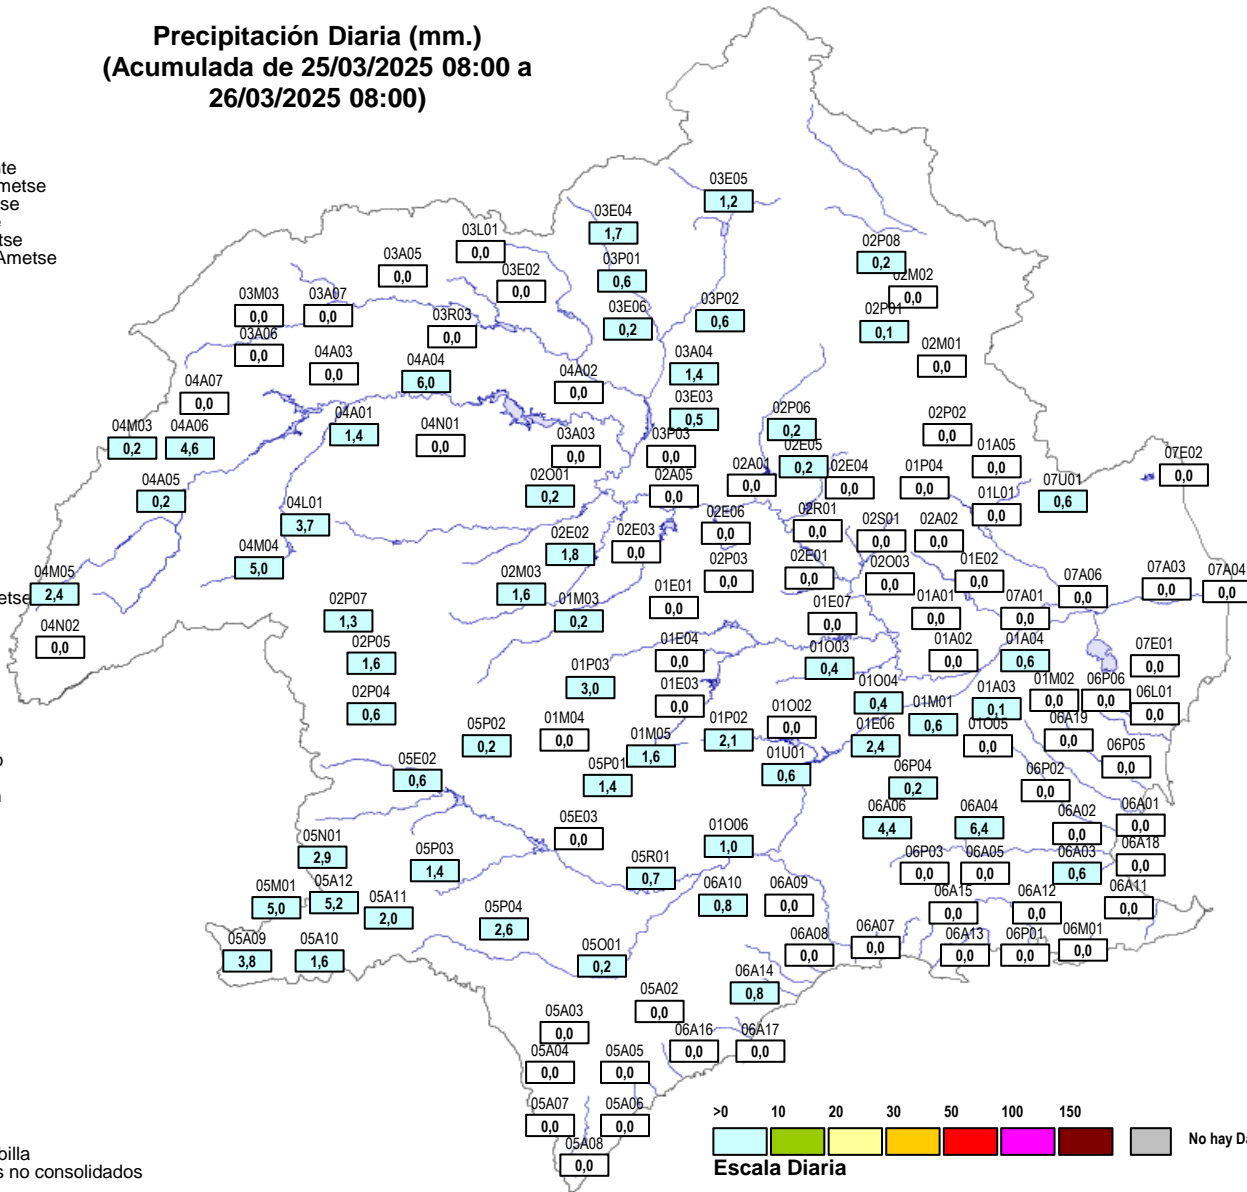 Precipitación Diaria (mm.)
(Acumulada de 25/03/2025 08:00 a
26/03/2025 08:00)
nte
metse
se
e
tse
Ametse
etse
o
n
billa
s no consolidados
03E05
1,2
03E04
1,7
03L01
0,0
03A05
0,0
03E02
0,0
03P01
0,6
02P08
0,2
02M02
0,0
03M03
0,0
03A07
0,0
03R03
0,0
03E06
0,2
03P02
0,6
02P01
0,1
03A06
0,0
04A03
0,0
04A04
6,0
04A02
0,0
03A04
1,4
02M01
0,0
04A07
0,0
04M03
0,2
04A06
4,6
04A01
1,4
04N01
0,0
03E03
0,5
02P06
0,2
02P02
0,0
03A03
0,0
03P03
0,0
02E05
0,2
01A05
0,0
07E02
0,0
04A05
0,2
02O01
0,2
02A05
0,0
02A01
0,0
02E04
0,0
01P04
0,0
01L01
0,0
07U01
0,6
04L01
3,7
02E06
0,0
02R01
0,0
02S01
0,0
02A02
0,0
02E02
1,8
02E03
0,0
04M04
5,0
04M05
2,4
02M03
1,6
02P03
0,0
02E01
0,0
02O03
0,0
01E02
0,0
07A06
0,0
07A03
0,0
07A04
0,0
02P07
1,3
01M03
0,2
01E01
0,0
01E07
0,0
01A01
0,0
07A01
0,0
04N02
0,0
02P05
1,6
01E04
0,0
01O03
0,4
01A02
0,0
01A04
0,6
07E01
0,0
01P03
3,0
01E03
0,0
01O04
0,4
01A03
0,1
01M02
0,0
06P06
0,0
06L01
0,0
02P04
0,6
05P02
0,2
01M04
0,0
01M05
1,6
01P02
2,1
01O02
0,0
01E06
2,4
01M01
0,6
01O05
0,0
06A19
0,0
06P05
0,0
05E02
0,6
05P01
1,4
01U01
0,6
06P04
0,2
06P02
0,0
05E03
0,0
01O06
1,0
06A06
4,4
06A04
6,4
06A02
0,0
06A01
0,0
05N01
2,9
05P03
1,4
05R01
0,7
06P03
0,0
06A05
0,0
06A03
0,6
06A18
0,0
05M01
5,0
05A12
5,2
05A11
2,0
05P04
2,6
06A10
0,8
06A09
0,0
06A15
0,0
06A12
0,0
06A11
0,0
05A09
3,8
05A10
1,6
05O01
0,2
06A08
0,0
06A07
0,0
06A13
0,0
06P01
0,0
06M01
0,0
06A14
0,8
05A02
0,0
05A03
0,0
06A16
0,0
06A17
0,0
05A04
0,0
05A05
0,0
05A07
0,0
05A06
0,0
05A08
0,0
>0 10 20 30 50 100 150
No hay Da
Escala Diaria